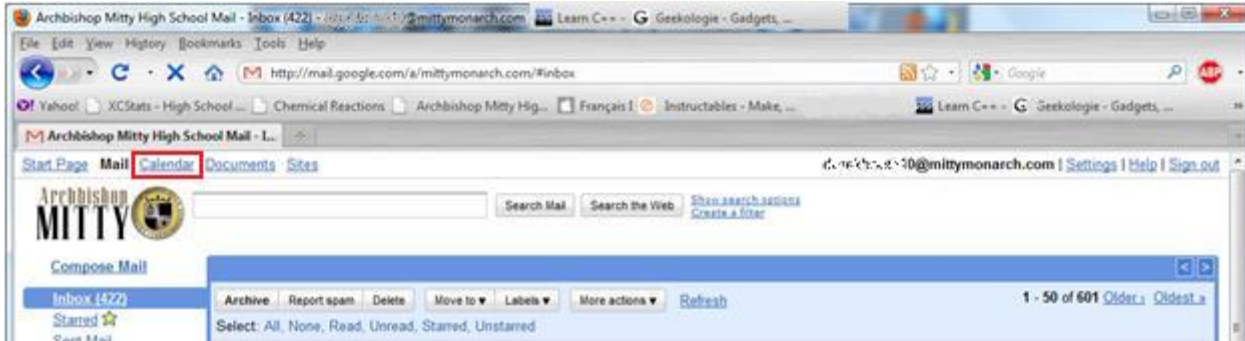 Archbishop Mitty High School Mail - Inbox (422) - @mittymonarch.com Learn C++ - G Geekologie - Gadgets, ...
File Edit View History Bookmarks Tools Help
http://mail.google.com/a/mittymonarch.com/#inbox Google ABP
Yahoo! XCStats - High School ... Chemical Reactions Archbishop Mitty Hig... Français I Instructables - Make, ... Learn C++ - G Geekologie - Gadgets, ... »
Archbishop Mitty High School Mail - I...
Start Page Mail Calendar Documents Sites 10@mittymonarch.com | Settings | Help | Sign out
Archbishop
MITTY
Search Mail Search the Web Show search options
Create a filter
Compose Mail < >
Inbox (422) Archive Report spam Delete Move to ▼ Labels ▼ More actions ▼ Refresh 1 - 50 of 601 Older › Oldest »
Starred Select: All, None, Read, Unread, Starred, Unstarred
Sent Mail